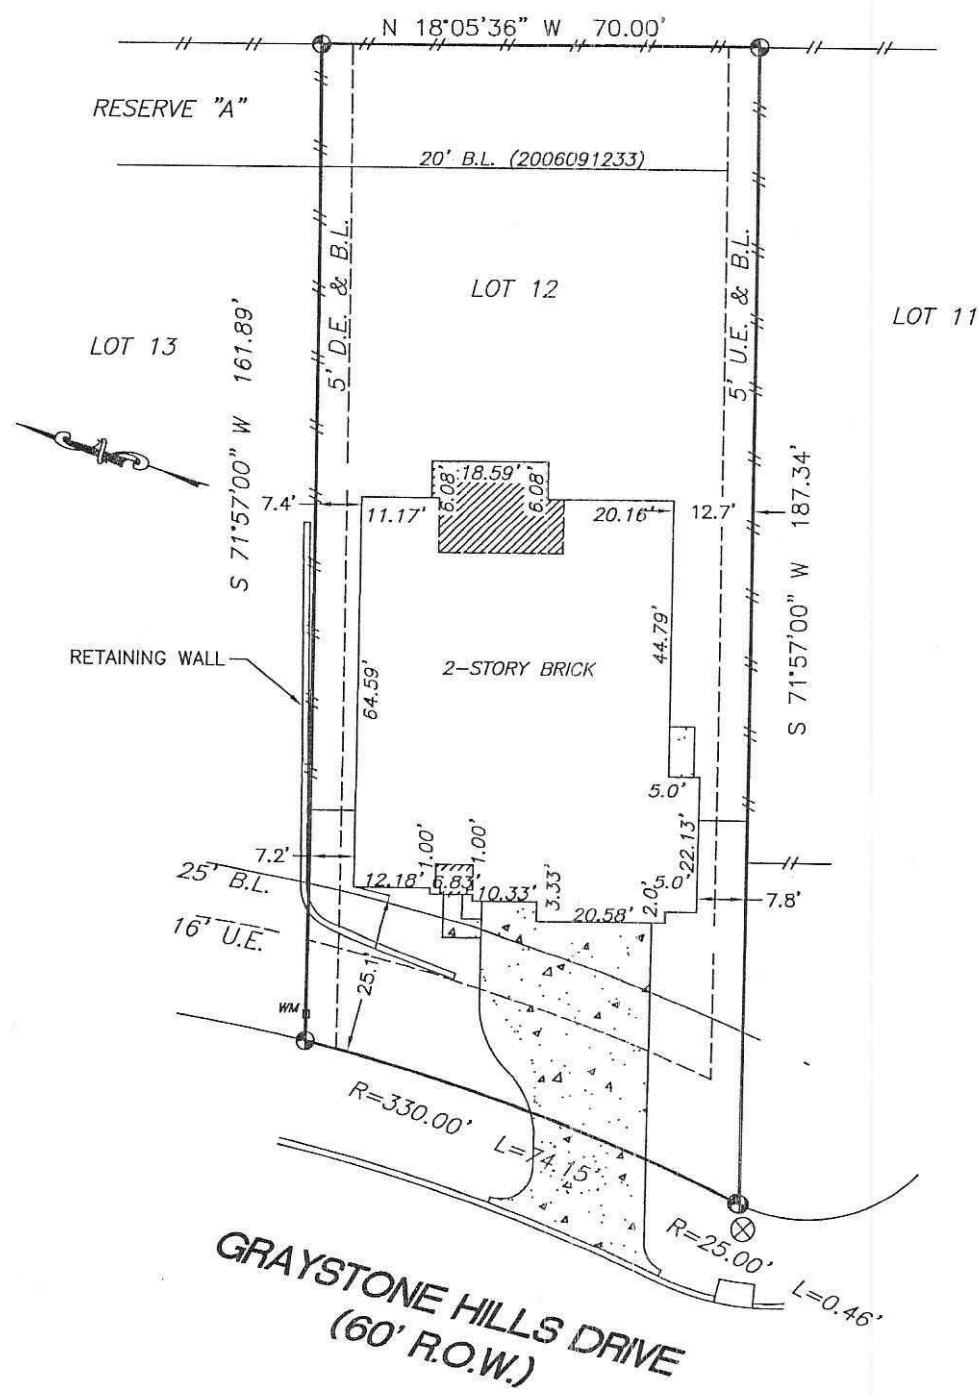 N 18°05'36" W 70.00'
RESERVE "A"
20' B.L. (2006091233)
5' D.E. & B.L.
5' U.E. & B.L.
LOT 12
LOT 11
LOT 13
S 71°57'00" W 161.89'
S 71°57'00" W 187.34'
18.59'
6.08'
6.08'
7.4'
11.17'
20.16'
12.7'
44.79'
RETAINING WALL
2-STORY BRICK
64.59'
5.0'
22.13'
1.00'
1.00'
7.2'
25' B.L.
12.18'
6.83'
10.33'
3.33'
20.58'
2.0'
5.0'
7.8'
16' U.E.
25.1'
WM
R=330.00'
L=74.15'
R=25.00'
L=0.46'
GRAYSTONE HILLS DRIVE
(60' R.O.W.)